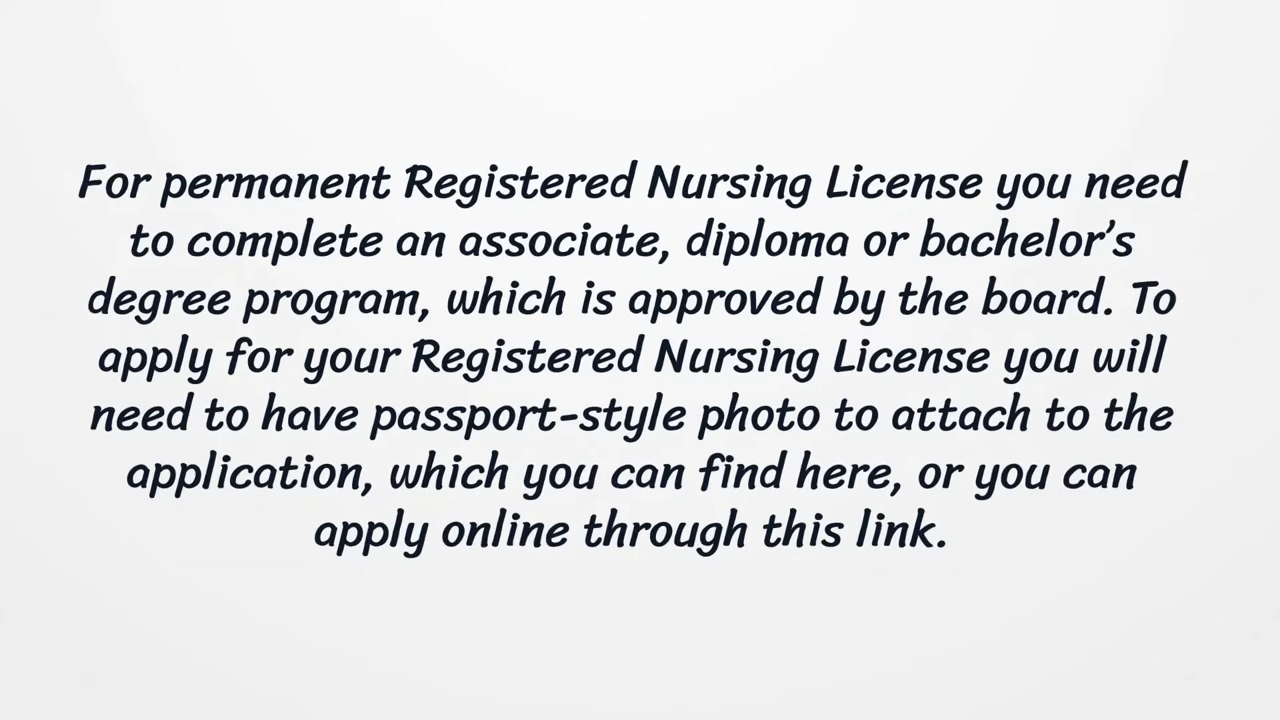 For permanent Registered Nursing License you need
to complete an associate, diploma or bachelor’s
degree program, which is approved by the board. To
apply for your Registered Nursing License you will
need to have passport-style photo to attach to the
application, which you can find here, or you can
apply online through this link.